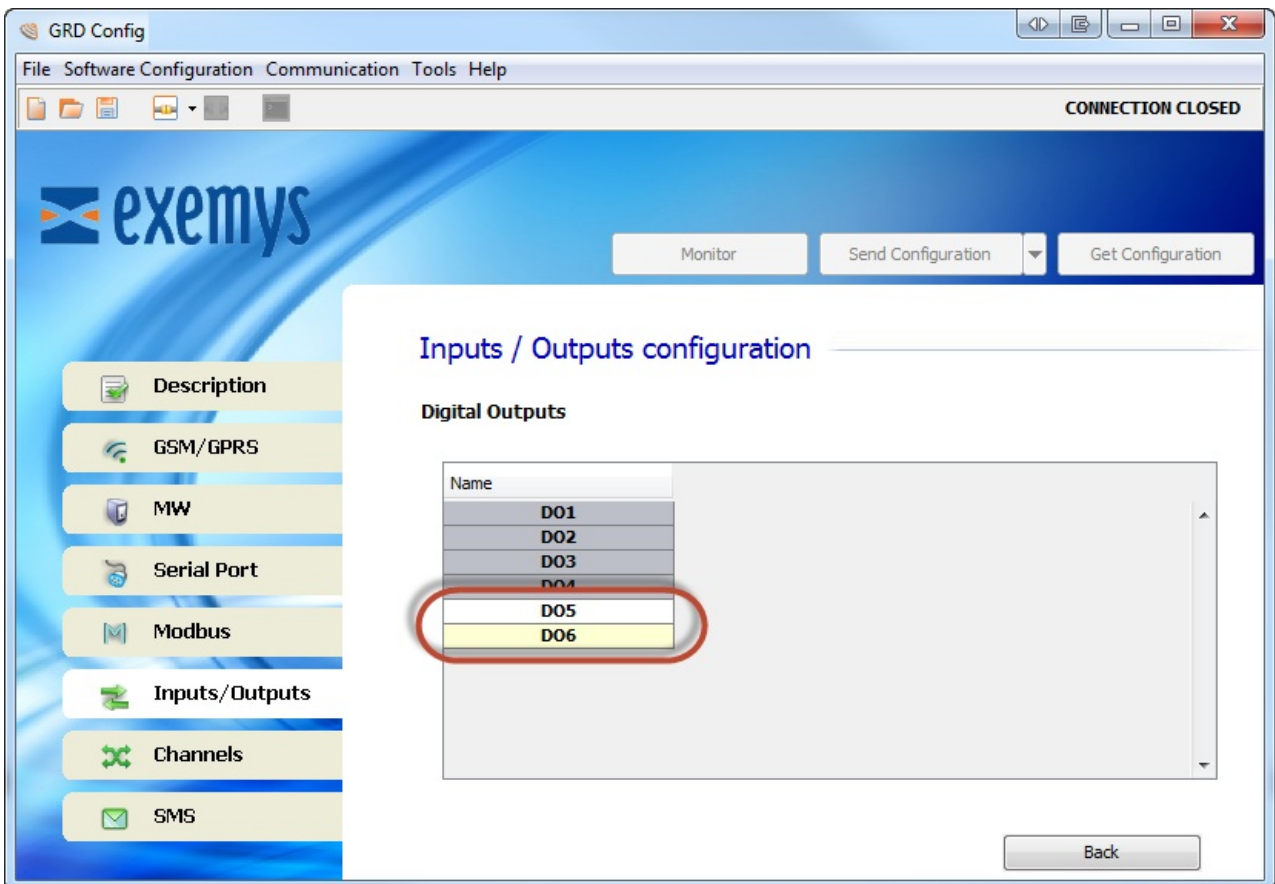 GRD Config
File Software Configuration Communication Tools Help
CONNECTION CLOSED
exemys
Monitor
Send Configuration
Get Configuration
Inputs / Outputs configuration
Description
Digital Outputs
GSM/GPRS
Name
MW
DO1
DO2
DO3
Serial Port
DO4
DO5
Modbus
DO6
Inputs/Outputs
Channels
SMS
Back